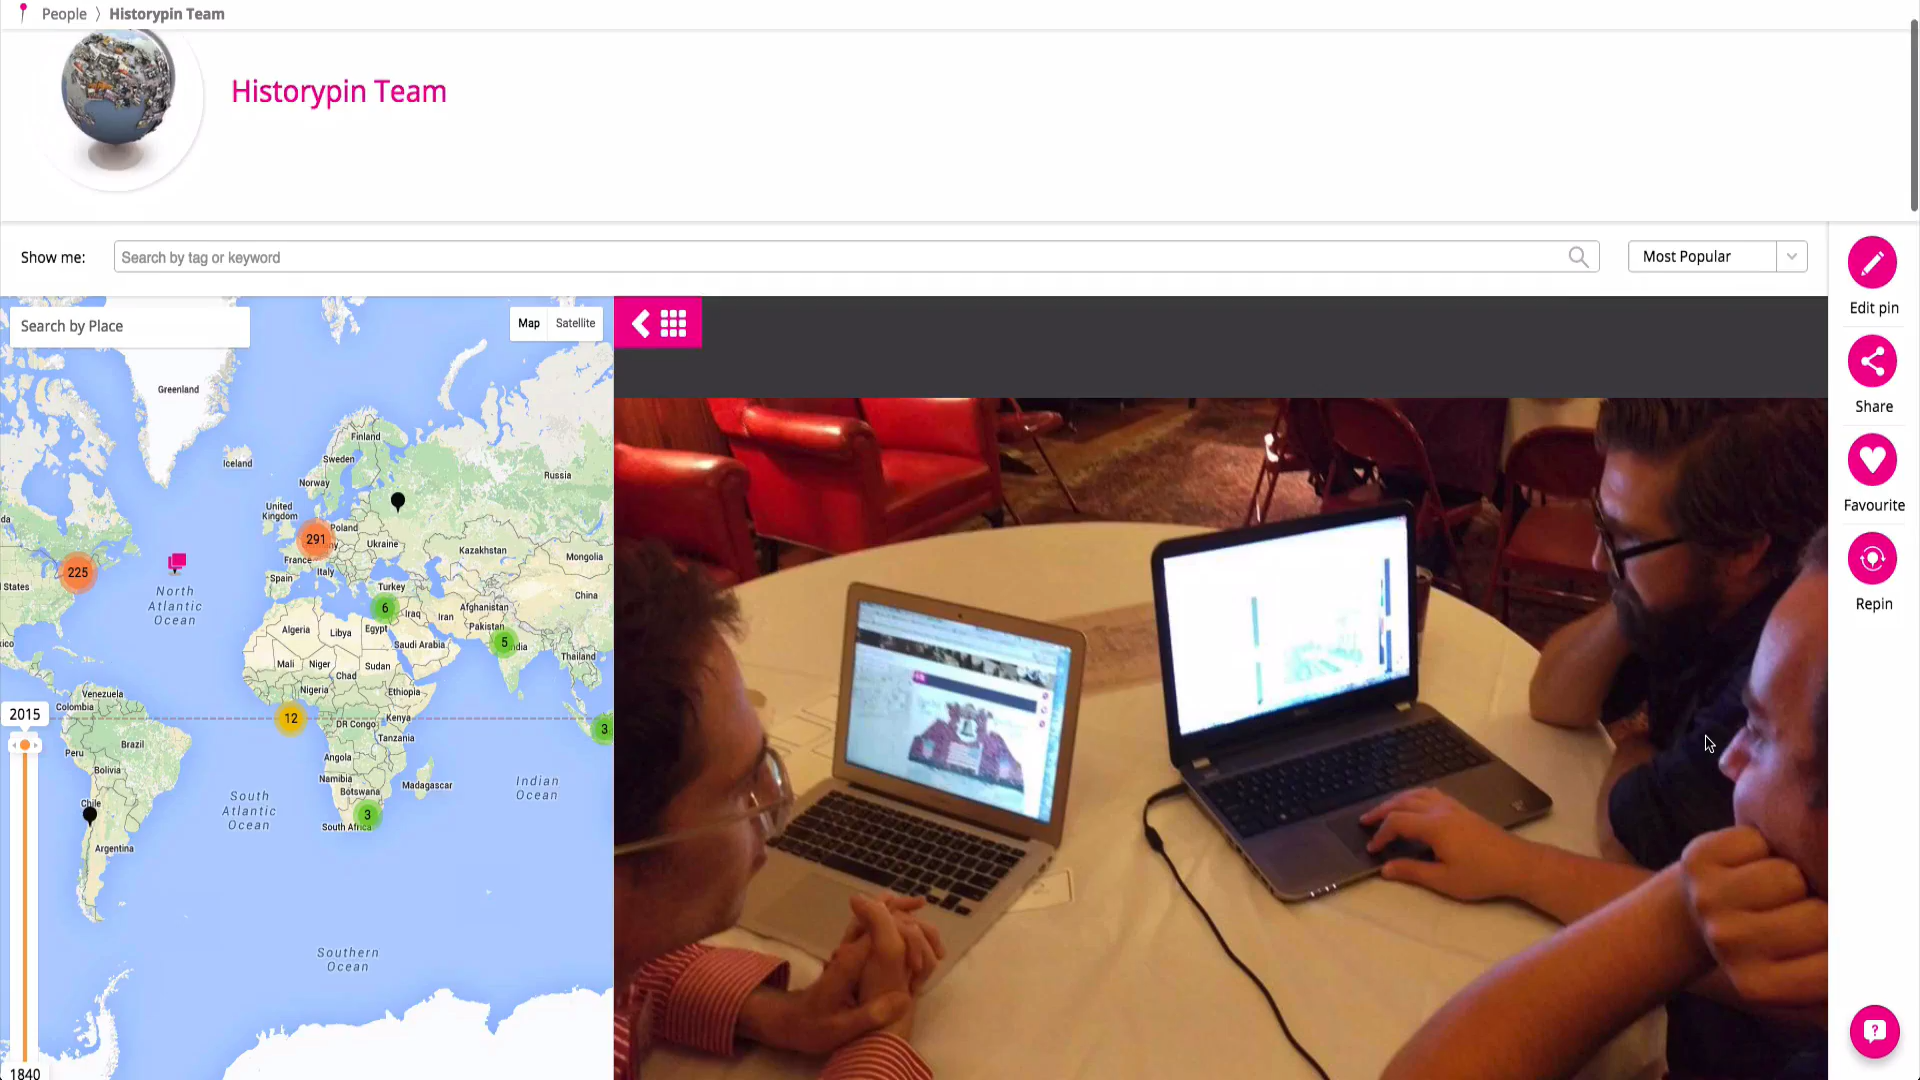 People 〉 Historypin Team
Historypin Team
Show me:
Search by tag or keyword
Most Popular
Edit pin
Share
Favourite
Repin
Search by Place
Map
Satellite
Greenland
Iceland
Finland
Sweden
Norway
Russia
United
Kingdom
291
Poland
Ukraine
France
Kazakhstan
Mongolia
225
States
Spain
Italy
North
Atlantic
Ocean
Turkey
China
6
Iraq
Iran
Afghanistan
Pakistan
Algeria
Libya
Egypt
Saudi Arabia
5
Thailand
Mali
Niger
Sudan
Chad
Nigeria
Ethiopia
Venezuela
Colombia
2015
12
DR Congo
Kenya
3
Tanzania
Peru
Brazil
Bolivia
Angola
Namibia
Botswana
Madagascar
Indian
Ocean
South
Atlantic
Ocean
Chile
3
South Africa
Argentina
Southern
Ocean
1840